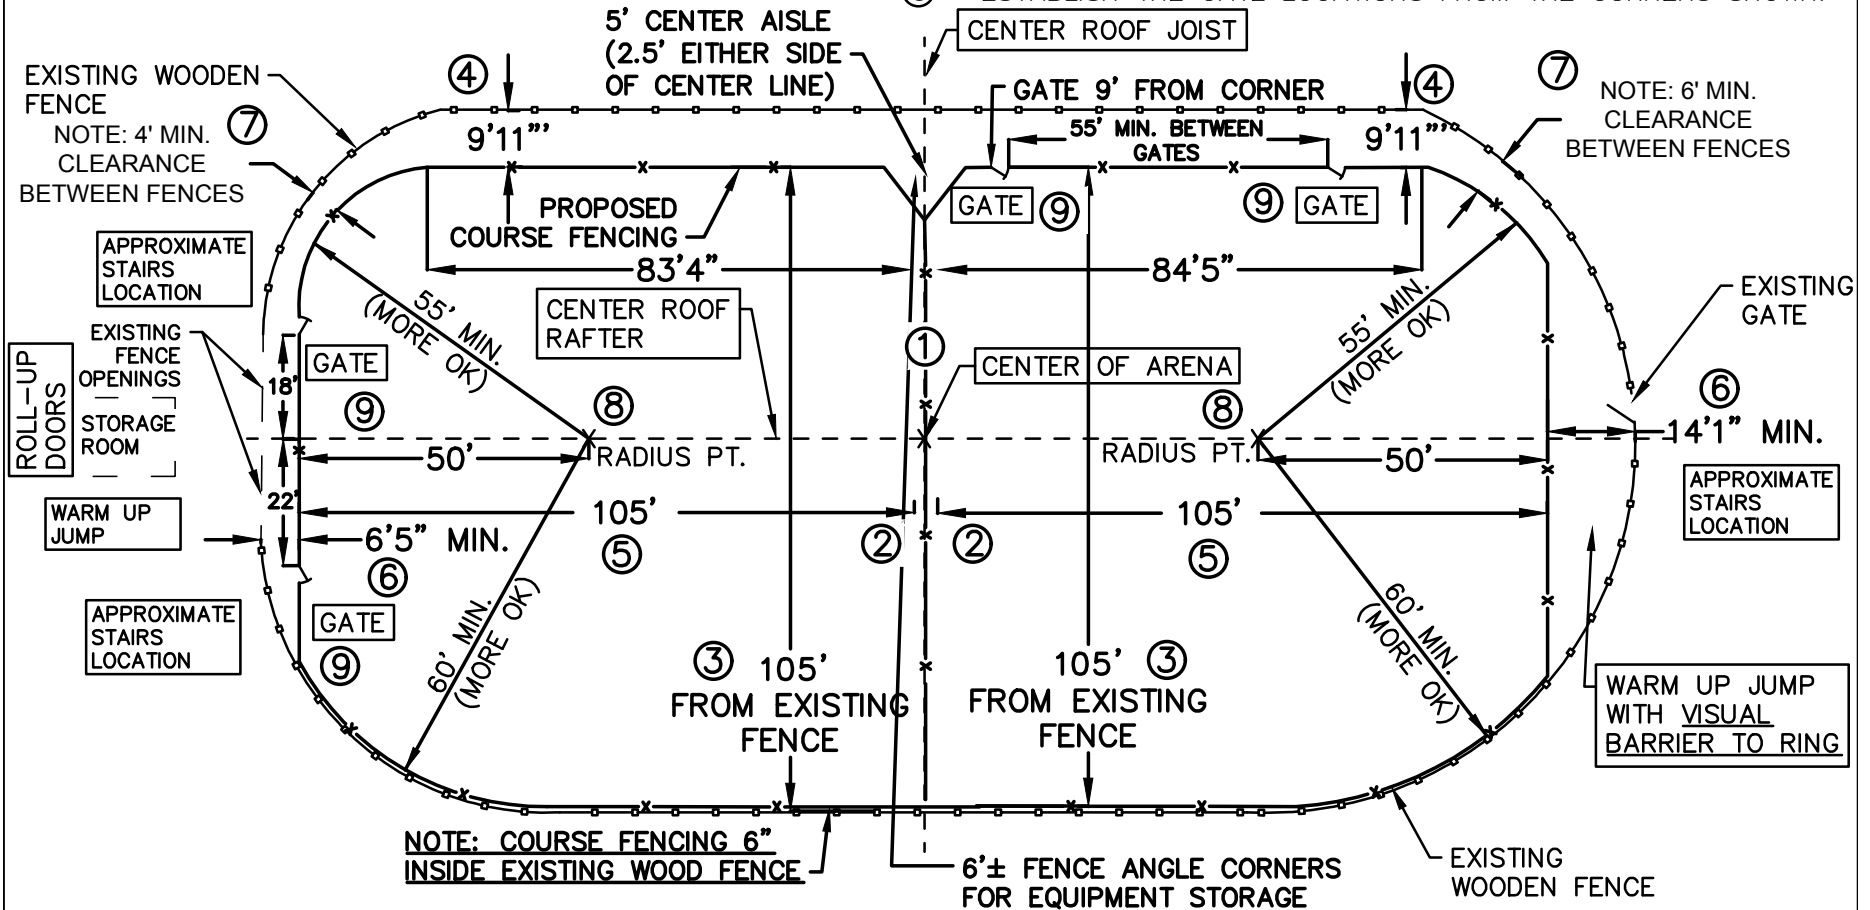 5' CENTER AISLE
(2.5' EITHER SIDE
OF CENTER LINE)
CENTER ROOF JOIST
EXISTING WOODEN
FENCE
④
GATE 9' FROM CORNER
④
⑦
NOTE: 6' MIN.
CLEARANCE
BETWEEN FENCES
NOTE: 4' MIN.
CLEARANCE
BETWEEN FENCES
⑦
9'11"'
55' MIN. BETWEEN
GATES
9'11"'
PROPOSED
COURSE FENCING
GATE
⑨
⑨
GATE
APPROXIMATE
STAIRS
LOCATION
83'4"
84'5"
55' MIN.
(MORE OK)
CENTER ROOF
RAFTER
①
55' MIN.
(MORE OK)
EXISTING
GATE
ROLL-UP
DOORS
EXISTING
FENCE
OPENINGS
GATE
18'
CENTER OF ARENA
STORAGE
ROOM
⑨
⑧
⑧
⑥
14'1" MIN.
50'
RADIUS PT.
RADIUS PT.
50'
APPROXIMATE
STAIRS
LOCATION
22'
WARM UP
JUMP
105'
105'
6'5" MIN.
⑤
②
②
⑤
⑥
APPROXIMATE
STAIRS
LOCATION
GATE
⑨
60' MIN.
(MORE OK)
60' MIN.
(MORE OK)
③ 105'
FROM EXISTING
FENCE
105' ③
FROM EXISTING
FENCE
WARM UP JUMP
WITH VISUAL
BARRIER TO RING
NOTE: COURSE FENCING 6"
INSIDE EXISTING WOOD FENCE
6'± FENCE ANGLE CORNERS
FOR EQUIPMENT STORAGE
EXISTING
WOODEN FENCE